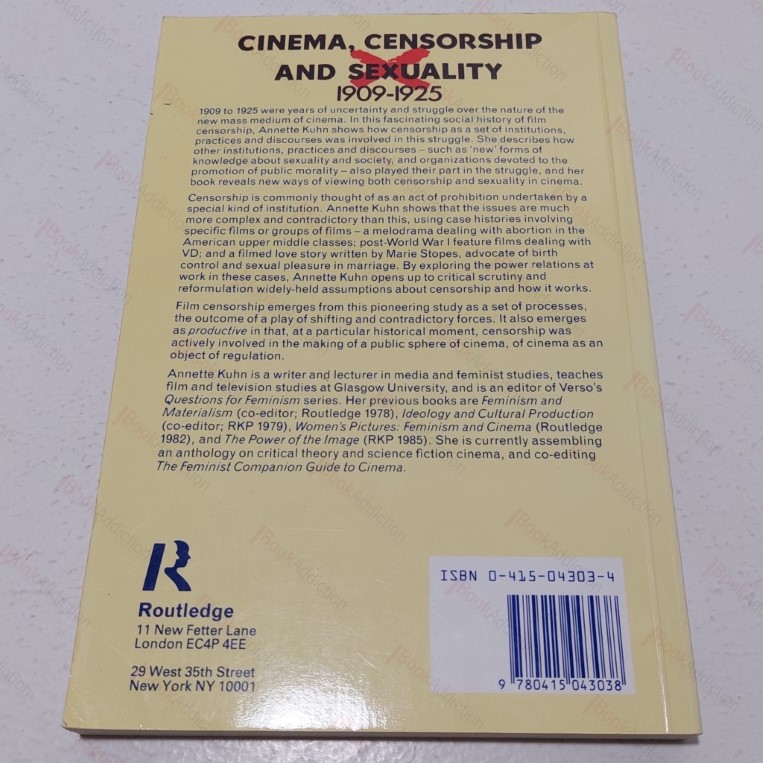 CINEMA, CENSORSHIP
AND SEXUALITY
1909-1925
1909 to 1925 were years of uncertainty and struggle over the nature of the
new mass medium of cinema. In this fascinating social history of film
censorship, Annette Kuhn shows how censorship as a set of institutions,
practices and discourses was involved in this struggle. She describes how
other institutions, practices and discourses – such as 'new' forms of
knowledge about sexuality and society, and organizations devoted to the
promotion of public morality – also played their part in the struggle, and her
book reveals new ways of viewing both censorship and sexuality in cinema.
Censorship is commonly thought of as an act of prohibition undertaken by a
special kind of institution. Annette Kuhn shows that the issues are much
more complex and contradictory than this, using case histories involving
specific films or groups of films – a melodrama dealing with abortion in the
American upper middle classes; post-World War I feature films dealing with
VD; and a filmed love story written by Marie Stopes, advocate of birth
control and sexual pleasure in marriage. By exploring the power relations at
work in these cases, Annette Kuhn opens up to critical scrutiny and
reformulation widely-held assumptions about censorship and how it works.
Film censorship emerges from this pioneering study as a set of processes,
the outcome of a play of shifting and contradictory forces. It also emerges
as productive in that, at a particular historical moment, censorship was
actively involved in the making of a public sphere of cinema, of cinema as an
object of regulation.
Annette Kuhn is a writer and lecturer in media and feminist studies, teaches
film and television studies at Glasgow University, and is an editor of Verso's
Questions for Feminism series. Her previous books are Feminism and
Materialism (co-editor; Routledge 1978), Ideology and Cultural Production
(co-editor; RKP 1979), Women's Pictures: Feminism and Cinema (Routledge
1982), and The Power of the Image (RKP 1985). She is currently assembling
an anthology on critical theory and science fiction cinema, and co-editing
The Feminist Companion Guide to Cinema.
R
Routledge
11 New Fetter Lane
London EC4P 4EE
29 West 35th Street
New York NY 10001
ISBN 0-415-04303-4
9 780415 043038
BookAddiction